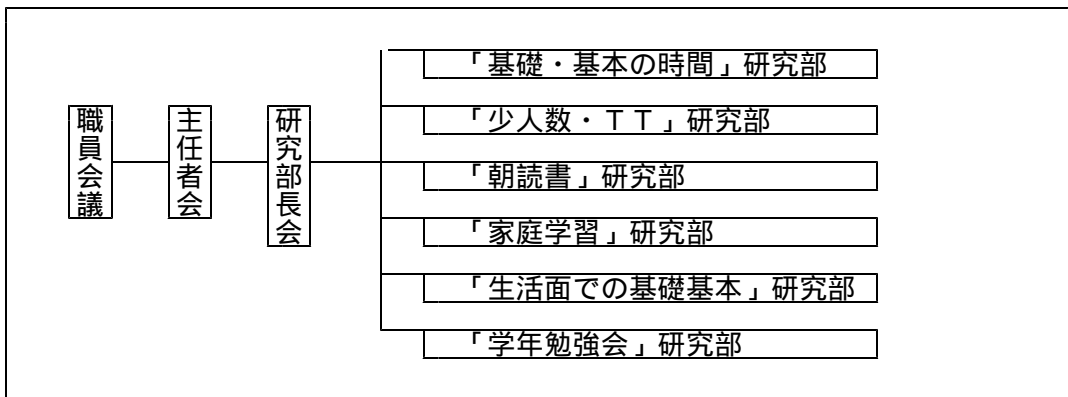 職員会議
主任者会
研究部長会
「基礎・基本の時間」研究部
「少人数・ＴＴ」研究部
「朝読書」研究部
「家庭学習」研究部
「生活面での基礎基本」研究部
「学年勉強会」研究部